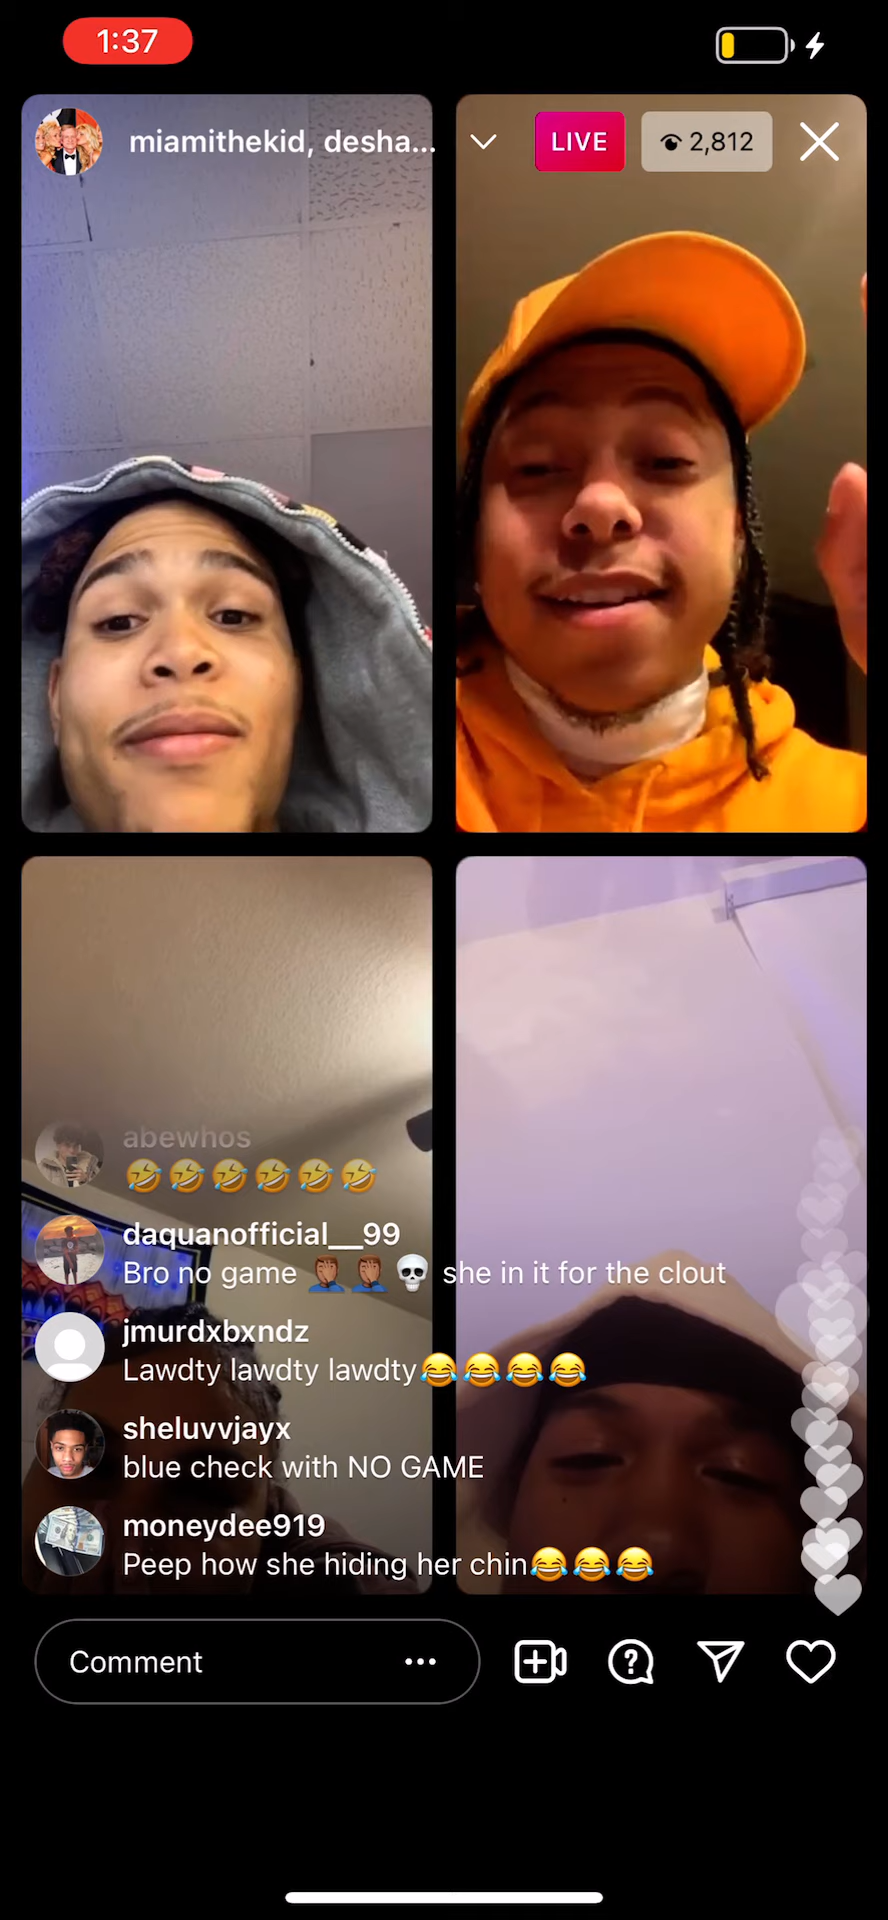 1:37
miamithekid, desha...
LIVE
2,812
abewhos
🤣🤣🤣🤣🤣🤣
daquanofficial__99
Bro no game 🤦🏽‍♂️🤦🏽‍♂️💀 she in it for the clout
jmurdxbxndz
Lawdty lawdty lawdty😂😂😂😂
sheluvvjayx
blue check with NO GAME
moneydee919
Peep how she hiding her chin😂😂😂
Comment